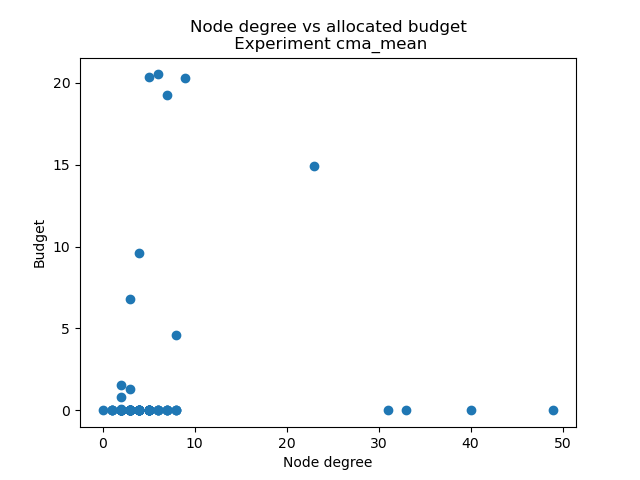 Node degree vs allocated budget
Experiment cma_mean
20
15
10
5
0
Budget
0 10 20 30 40 50
Node degree